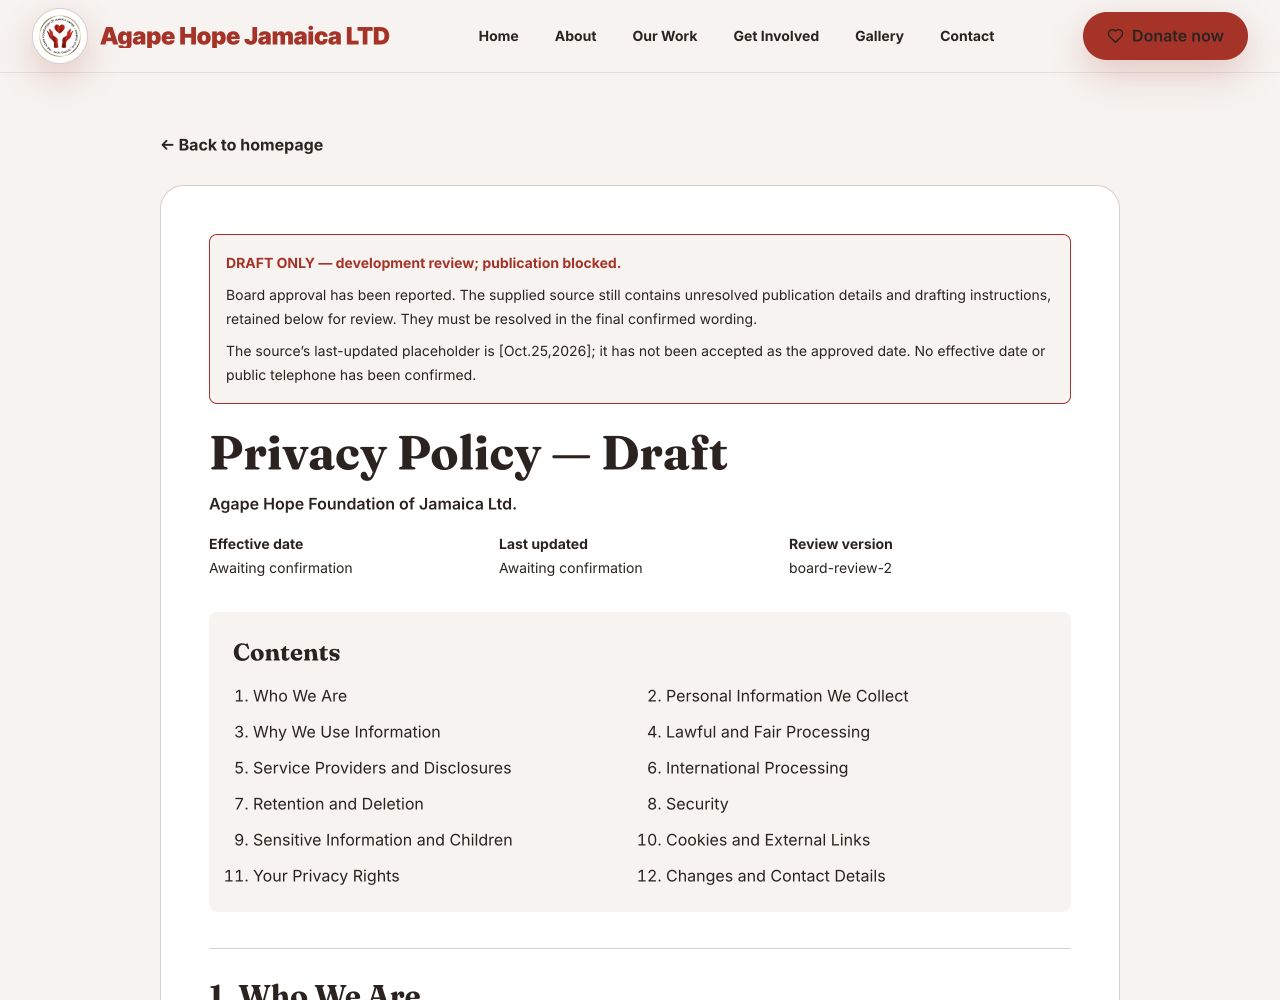 Agape Hope Jamaica LTD
Home
About
Our Work
Get Involved
Gallery
Contact
Donate now
← Back to homepage
DRAFT ONLY — development review; publication blocked.
Board approval has been reported. The supplied source still contains unresolved publication details and drafting instructions,
retained below for review. They must be resolved in the final confirmed wording.
The source’s last-updated placeholder is [Oct.25,2026]; it has not been accepted as the approved date. No effective date or
public telephone has been confirmed.
Privacy Policy — Draft
Agape Hope Foundation of Jamaica Ltd.
Effective date
Awaiting confirmation
Last updated
Awaiting confirmation
Review version
board-review-2
Contents
1. Who We Are
2. Personal Information We Collect
3. Why We Use Information
4. Lawful and Fair Processing
5. Service Providers and Disclosures
6. International Processing
7. Retention and Deletion
8. Security
9. Sensitive Information and Children
10. Cookies and External Links
11. Your Privacy Rights
12. Changes and Contact Details
1. Who We Are